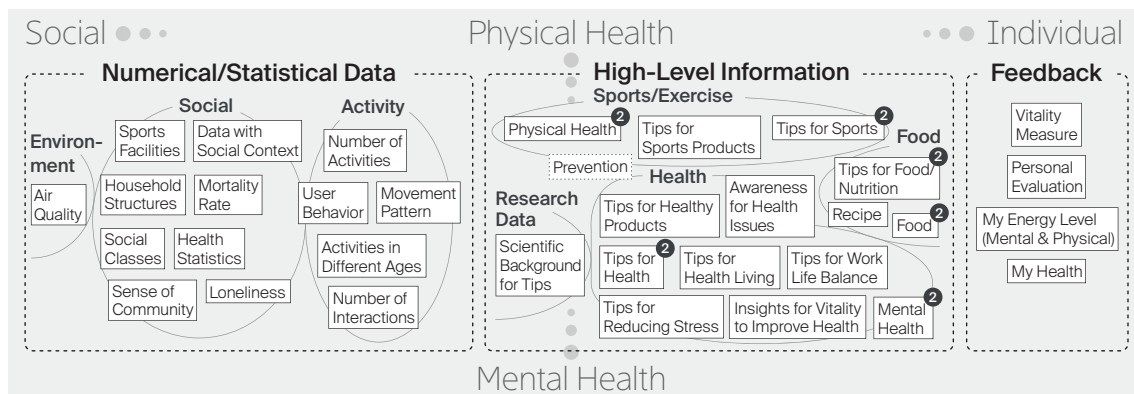 Social
Physical Health
Individual
Numerical/Statistical Data
Social
Activity
Environ-
ment
Air
Quality
Sports
Facilities
Data with
Social Context
Household
Structures
Mortality
Rate
Social
Classes
Health
Statistics
Sense of
Community
Loneliness
Number of
Activities
User
Behavior
Movement
Pattern
Activities in
Different Ages
Number of
Interactions
High-Level Information
Sports/Exercise
Physical Health
2
Tips for
Sports Products
Tips for Sports
2
Prevention
Food
Tips for Food/
Nutrition
2
Recipe
Food
2
Research
Data
Scientific
Background
for Tips
Health
Tips for Healthy
Products
Awareness
for Health
Issues
Tips for
Health
2
Tips for
Health Living
Tips for Work
Life Balance
Tips for
Reducing Stress
Insights for Vitality
to Improve Health
Mental
Health
2
Feedback
Vitality
Measure
Personal
Evaluation
My Energy Level
(Mental & Physical)
My Health
Mental Health